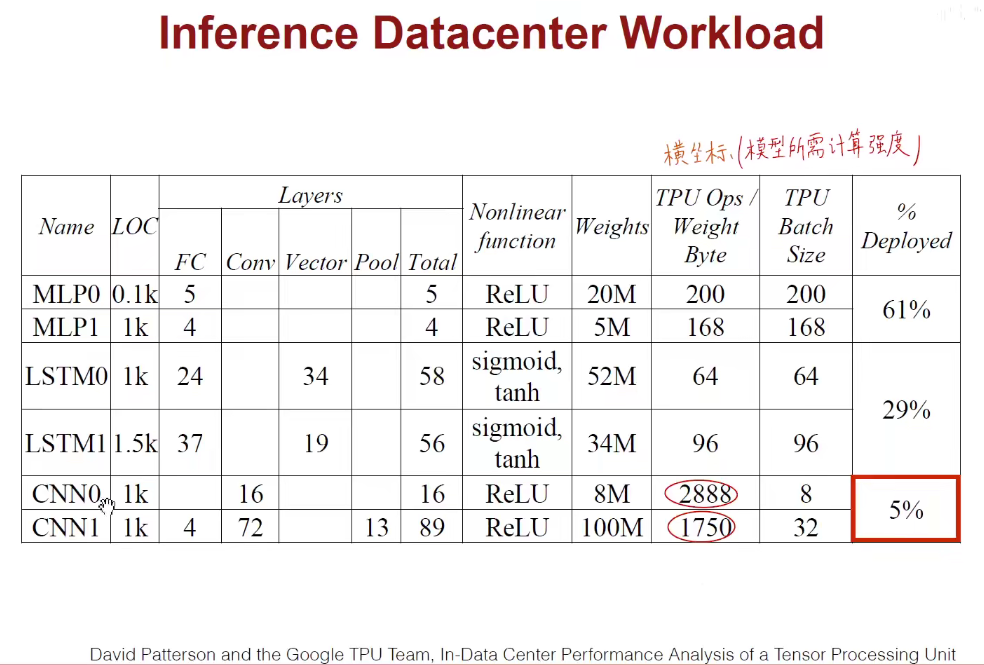 Inference Datacenter Workload
横坐标、(模型所需计算强度)
Name LOC Layers Nonlinear function Weights TPU Ops / Weight Byte TPU Batch Size % Deployed
FC Conv Vector Pool Total
MLP0 0.1k 5 5 ReLU 20M 200 200 61%
MLP1 1k 4 4 ReLU 5M 168 168
LSTM0 1k 24 34 58 sigmoid, tanh 52M 64 64 29%
LSTM1 1.5k 37 19 56 sigmoid, tanh 34M 96 96
CNN0 1k 16 16 ReLU 8M 2888 8 5%
CNN1 1k 4 72 13 89 ReLU 100M 1750 32
David Patterson and the Google TPU Team, In-Data Center Performance Analysis of a Tensor Processing Unit